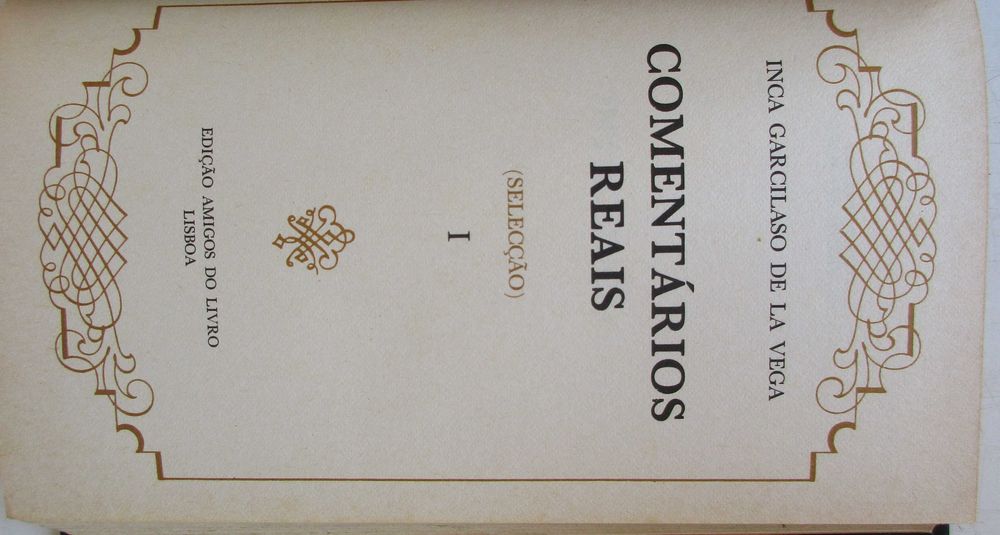 INCA GARCILASO DE LA VEGA
COMENTÁRIOS
REAIS
(SELECÇÃO)
I
EDIÇÃO AMIGOS DO LIVRO
LISBOA